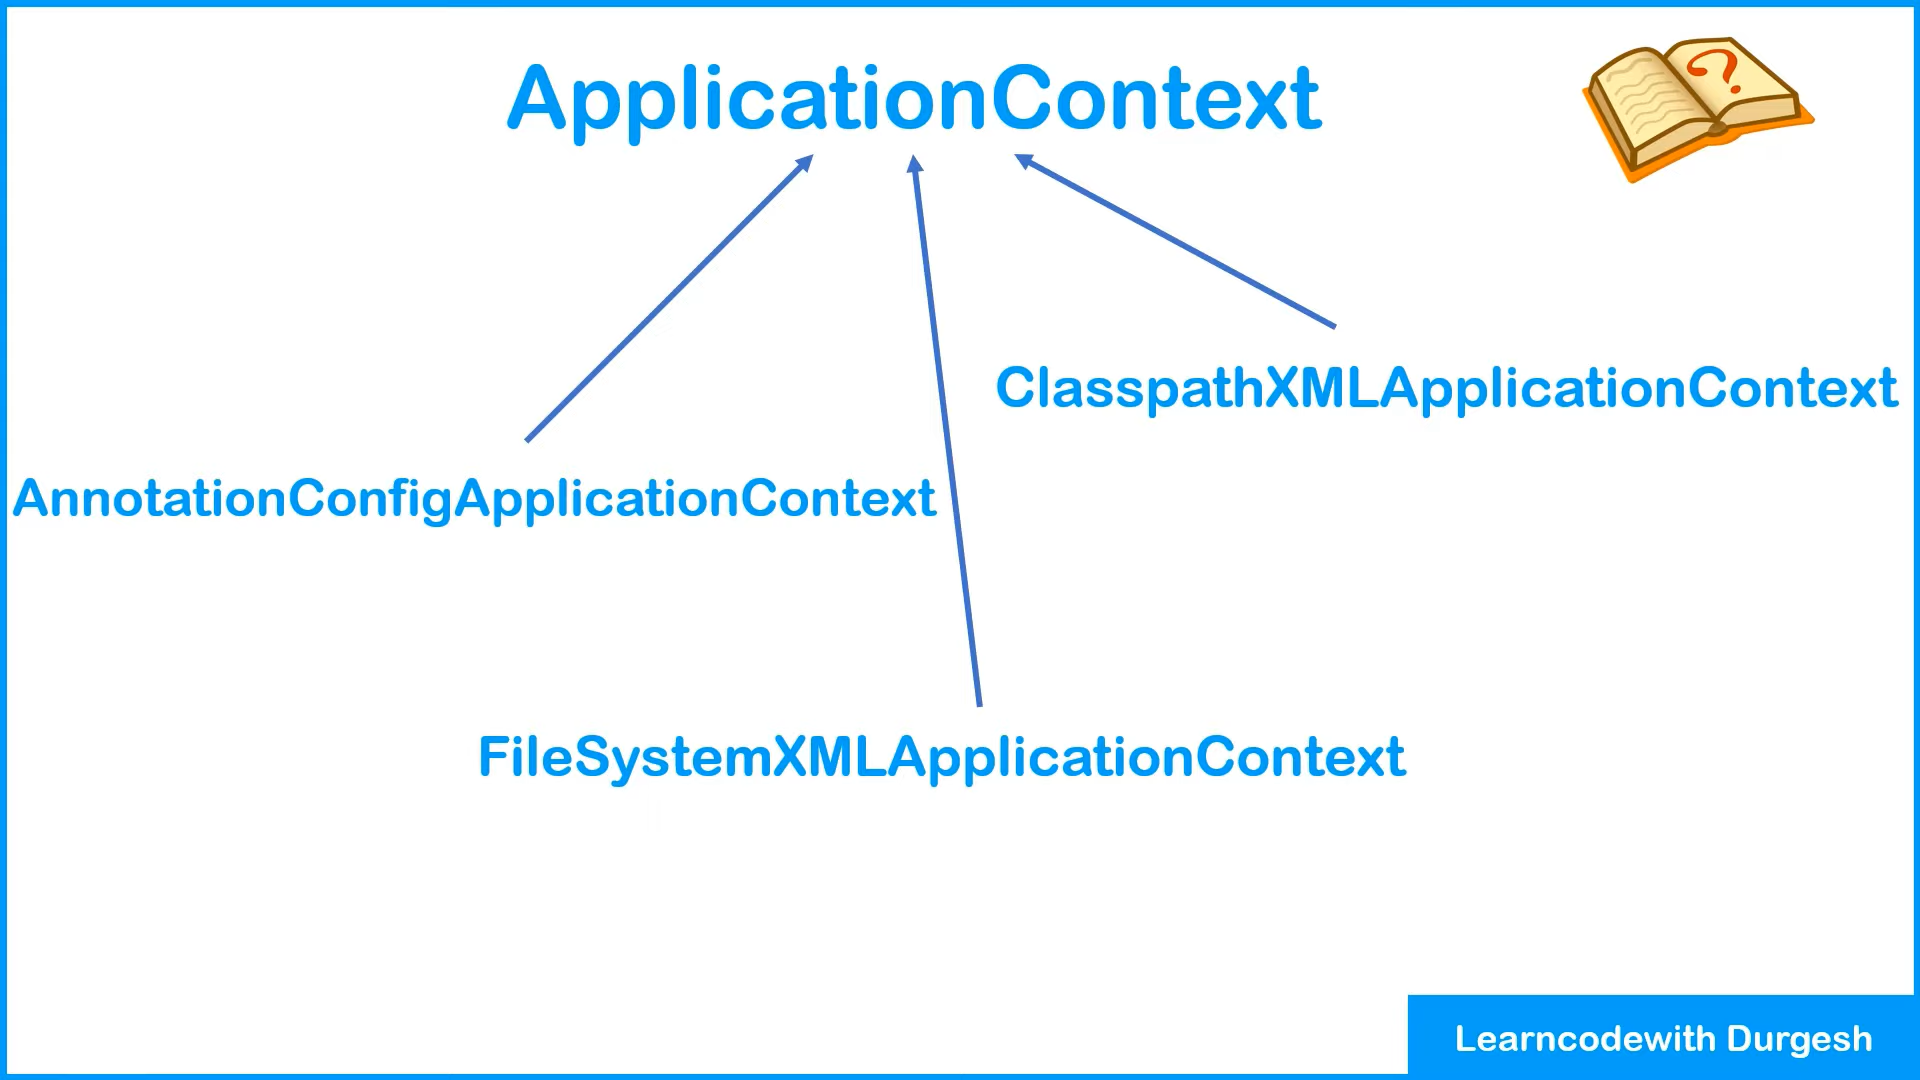 ApplicationContext
?
ClasspathXMLApplicationContext
AnnotationConfigApplicationContext
FileSystemXMLApplicationContext
Learncodewith Durgesh